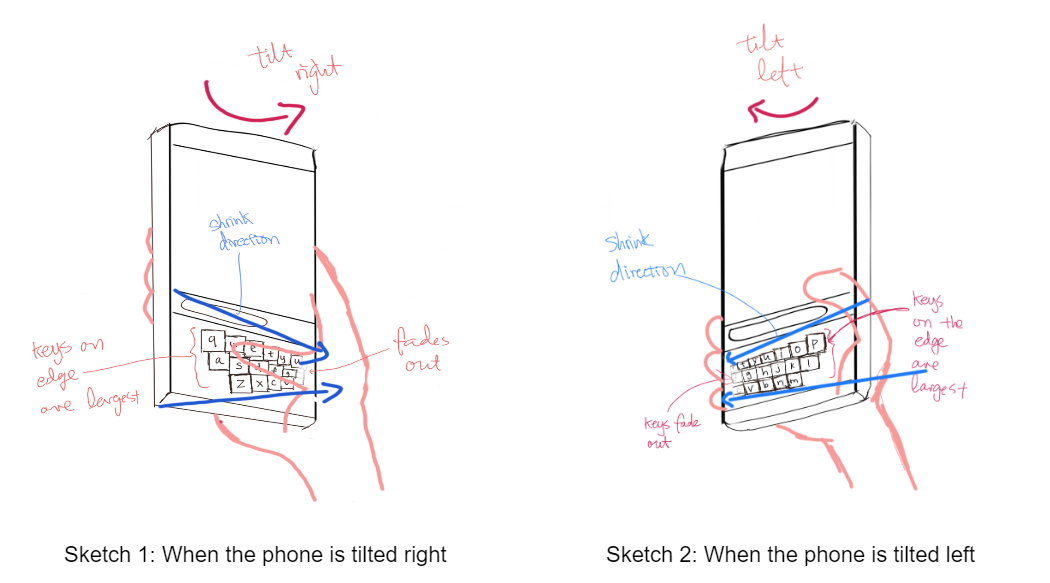 tilt
right
shrink
direction
keys on
edge
are largest
fades
out
q w e t y u
a s d f g
z x c v
Sketch 1: When the phone is tilted right
tilt
left
shrink
direction
keys
on the
edge
are
largest
keys fade
out
y u i o p
g h j k l
v b n m
Sketch 2: When the phone is tilted left